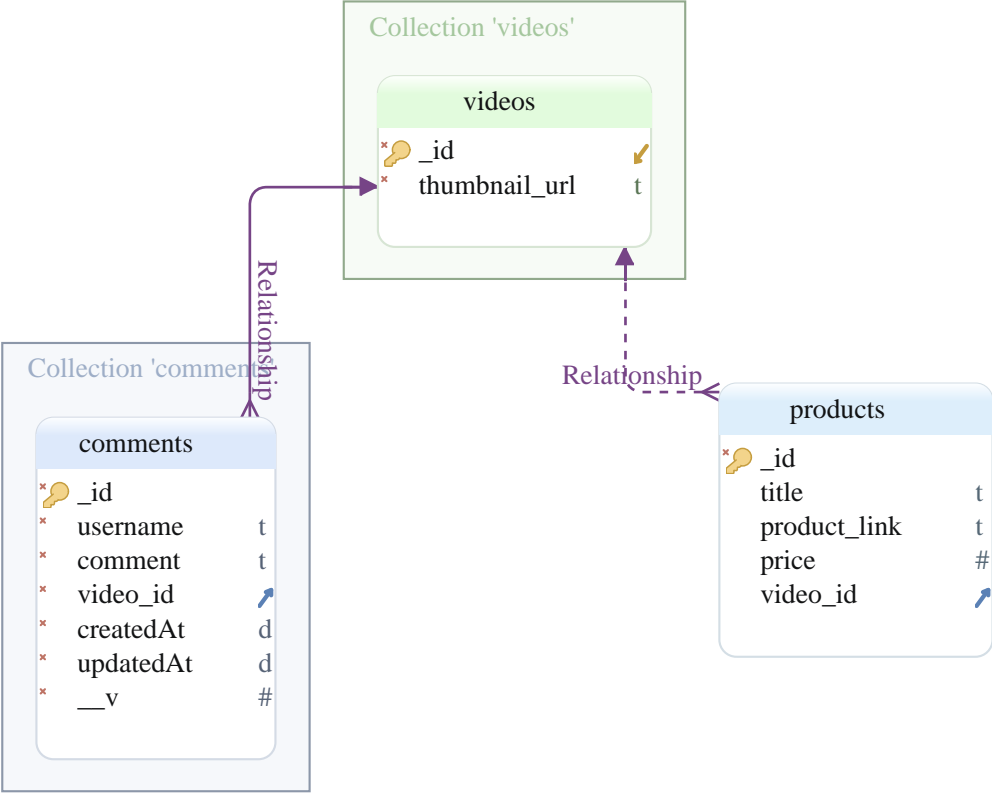 Collection 'videos'
videos
_id
thumbnail_url t
Relationship
Relationship
Collection 'comments'
comments
_id
username t
comment t
video_id
createdAt d
updatedAt d
__v #
products
_id
title t
product_link t
price #
video_id